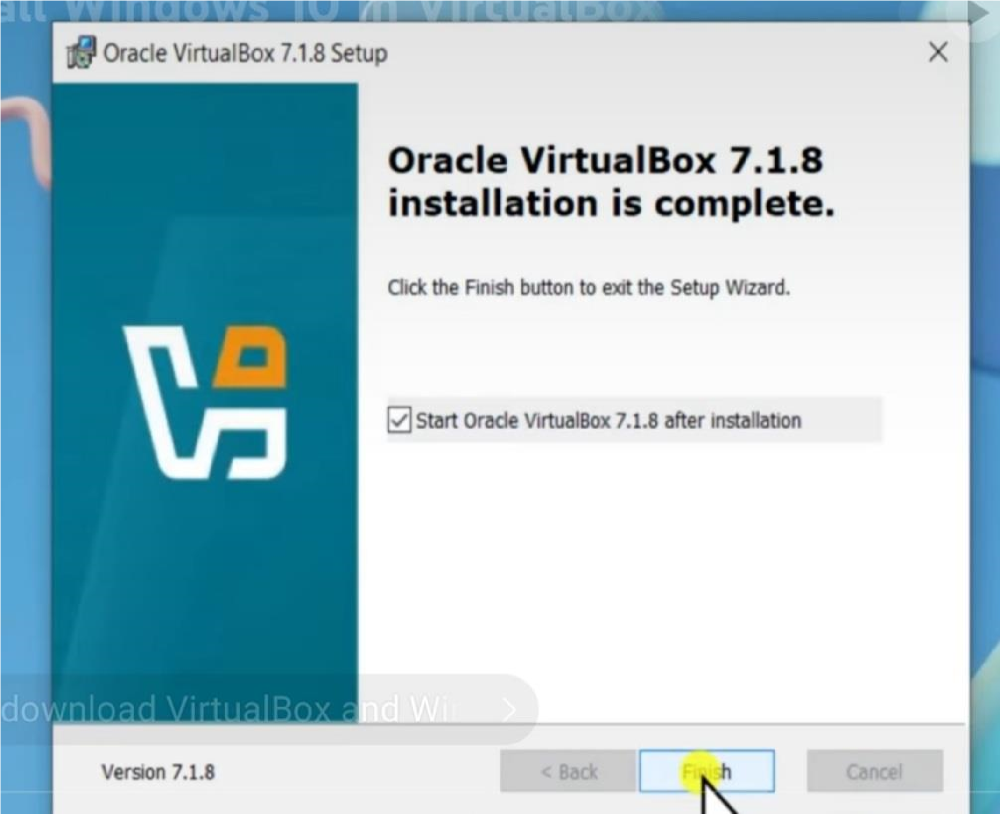 all Windows 10 in VirtualBox
Oracle VirtualBox 7.1.8 Setup
Oracle VirtualBox 7.1.8
installation is complete.
Click the Finish button to exit the Setup Wizard.
Start Oracle VirtualBox 7.1.8 after installation
download VirtualBox and
Version 7.1.8
< Back
Finish
Cancel